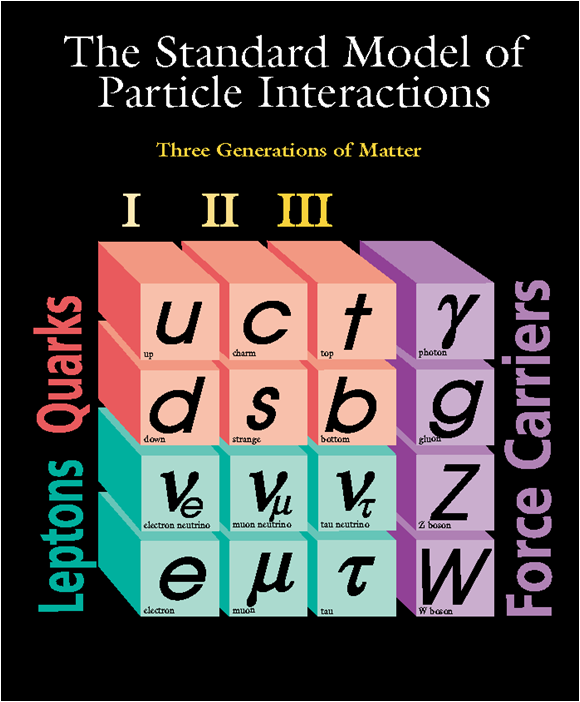 The Standard Model of
Particle Interactions
Three Generations of Matter
I II III
Quarks
Leptons
Force Carriers
u c t γ
up charm top photon
d s b g
down strange bottom gluon
νe νμ ντ Z
electron neutrino muon neutrino tau neutrino Z boson
e μ τ W
electron muon tau W boson